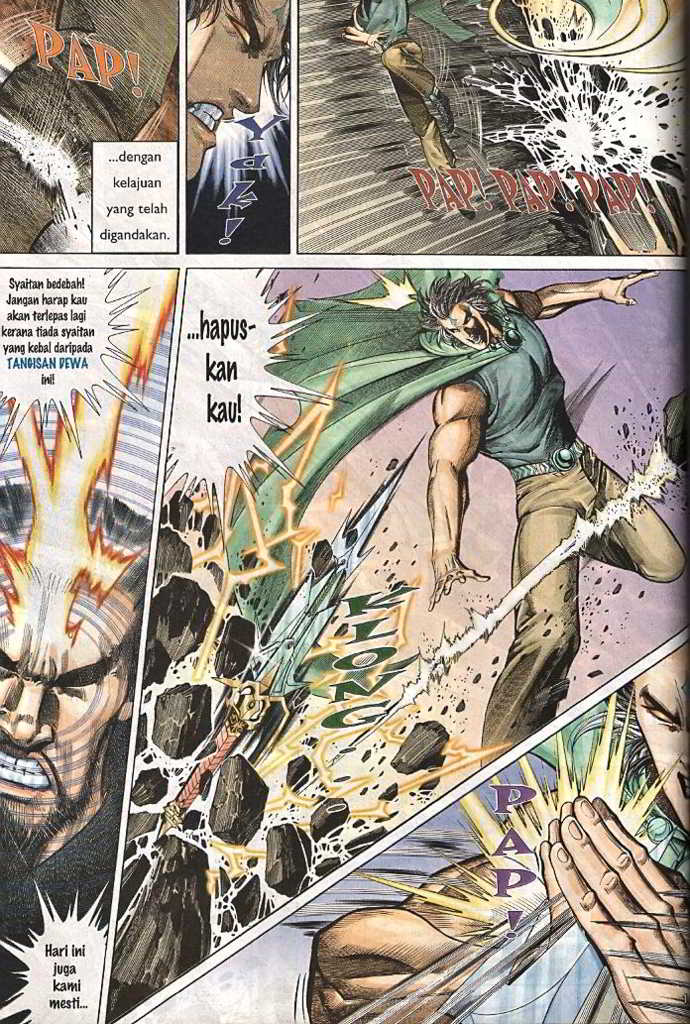 PAP!
...dengan
kelajuan
yang telah
digandakan.
Yak!
PAP! PAP! PAP!
Syaitan bedebah!
Jangan harap kau
akan terlepas lagi
kerana tiada syaitan
yang kebal daripada
TANGISAN DEWA
ini!
Hari ini
juga
kami
mesti...
...hapus-
kan
kau!
KLONG
PAP!